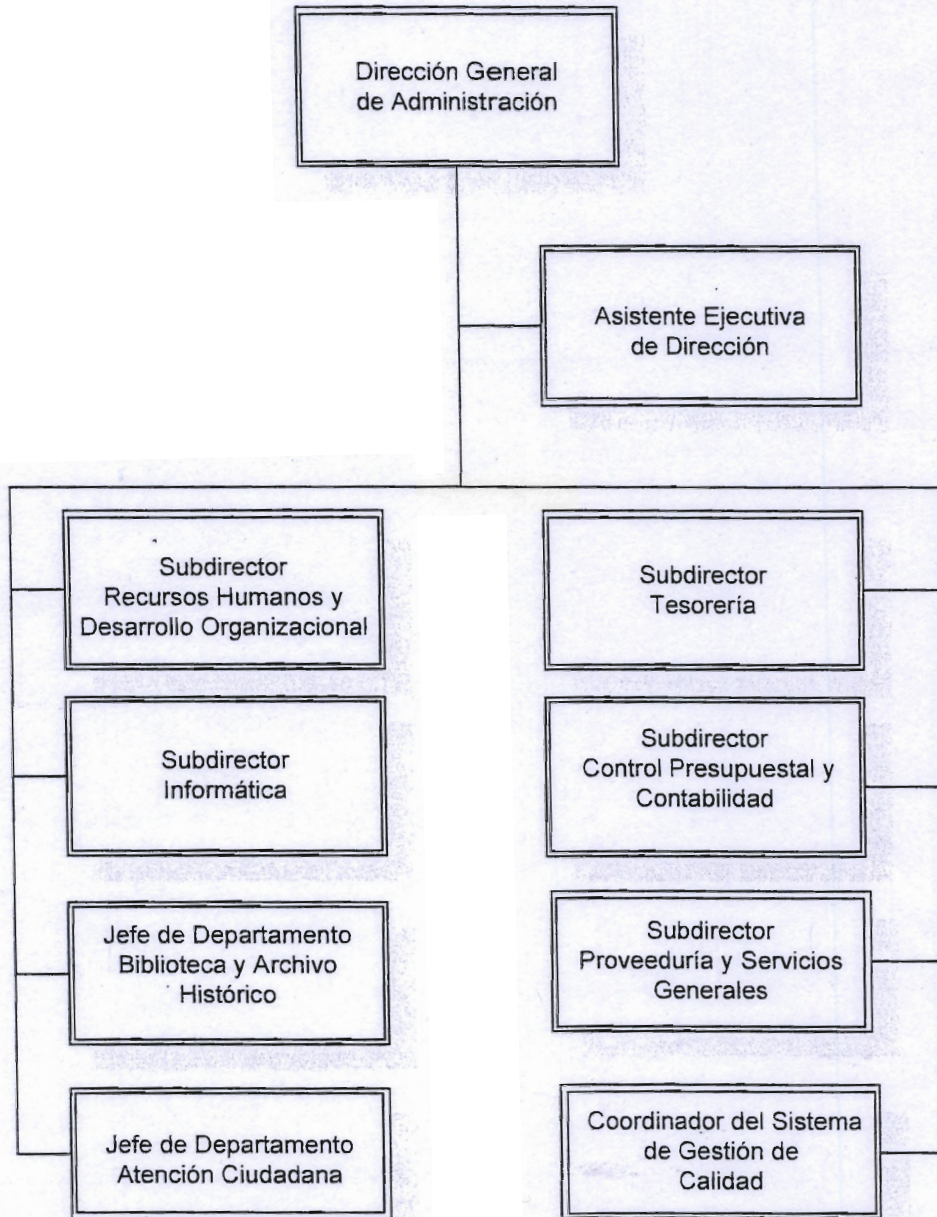 Dirección General
de Administración
Asistente Ejecutiva
de Dirección
Subdirector
Recursos Humanos y
Desarrollo Organizacional
Subdirector
Tesorería
Subdirector
Informática
Subdirector
Control Presupuestal y
Contabilidad
Jefe de Departamento
Biblioteca y Archivo
Histórico
Subdirector
Proveeduría y Servicios
Generales
Jefe de Departamento
Atención Ciudadana
Coordinador del Sistema
de Gestión de
Calidad